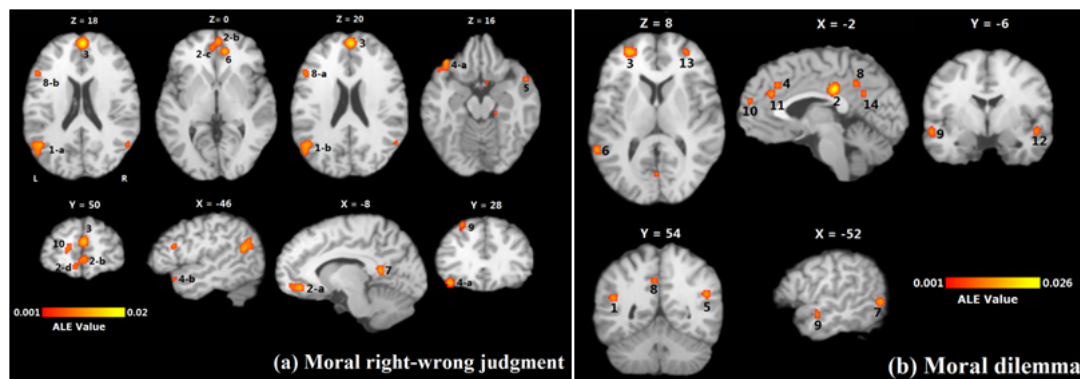 Z = 18
Z = 0
Z = 20
Z = 16
3
8-b
1-a
L
R
2-b
2-c
6
3
8-a
1-b
4-a
5
Y = 50
X = -46
X = -8
Y = 28
3
10
2-d
2-b
4-b
7
2-a
9
4-a
0.001
0.02
ALE Value
(a) Moral right-wrong judgment
Z = 8
X = -2
Y = -6
3
13
6
4
8
10
11
2
14
9
12
Y = 54
X = -52
1
8
5
9
7
0.001
0.026
ALE Value
(b) Moral dilemma